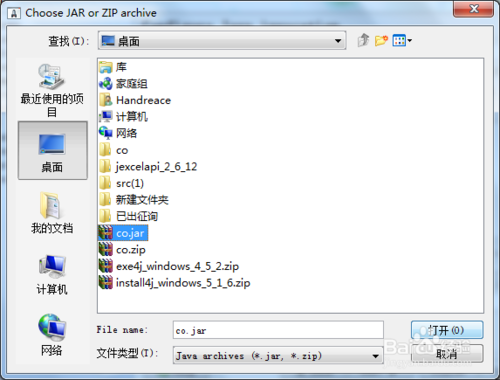 Choose JAR or ZIP archive
查找(I):
桌面
库
家庭组
Handreace
计算机
网络
co
jexcelapi_2_6_12
src(1)
新建文件夹
已出征询
co.jar
co.zip
exe4j_windows_4_5_2.zip
install4j_windows_5_1_6.zip
最近使用的项目
桌面
我的文档
计算机
网络
File name:
co.jar
打开(O)
文件类型(T):
Java archives (*.jar, *.zip)
取消